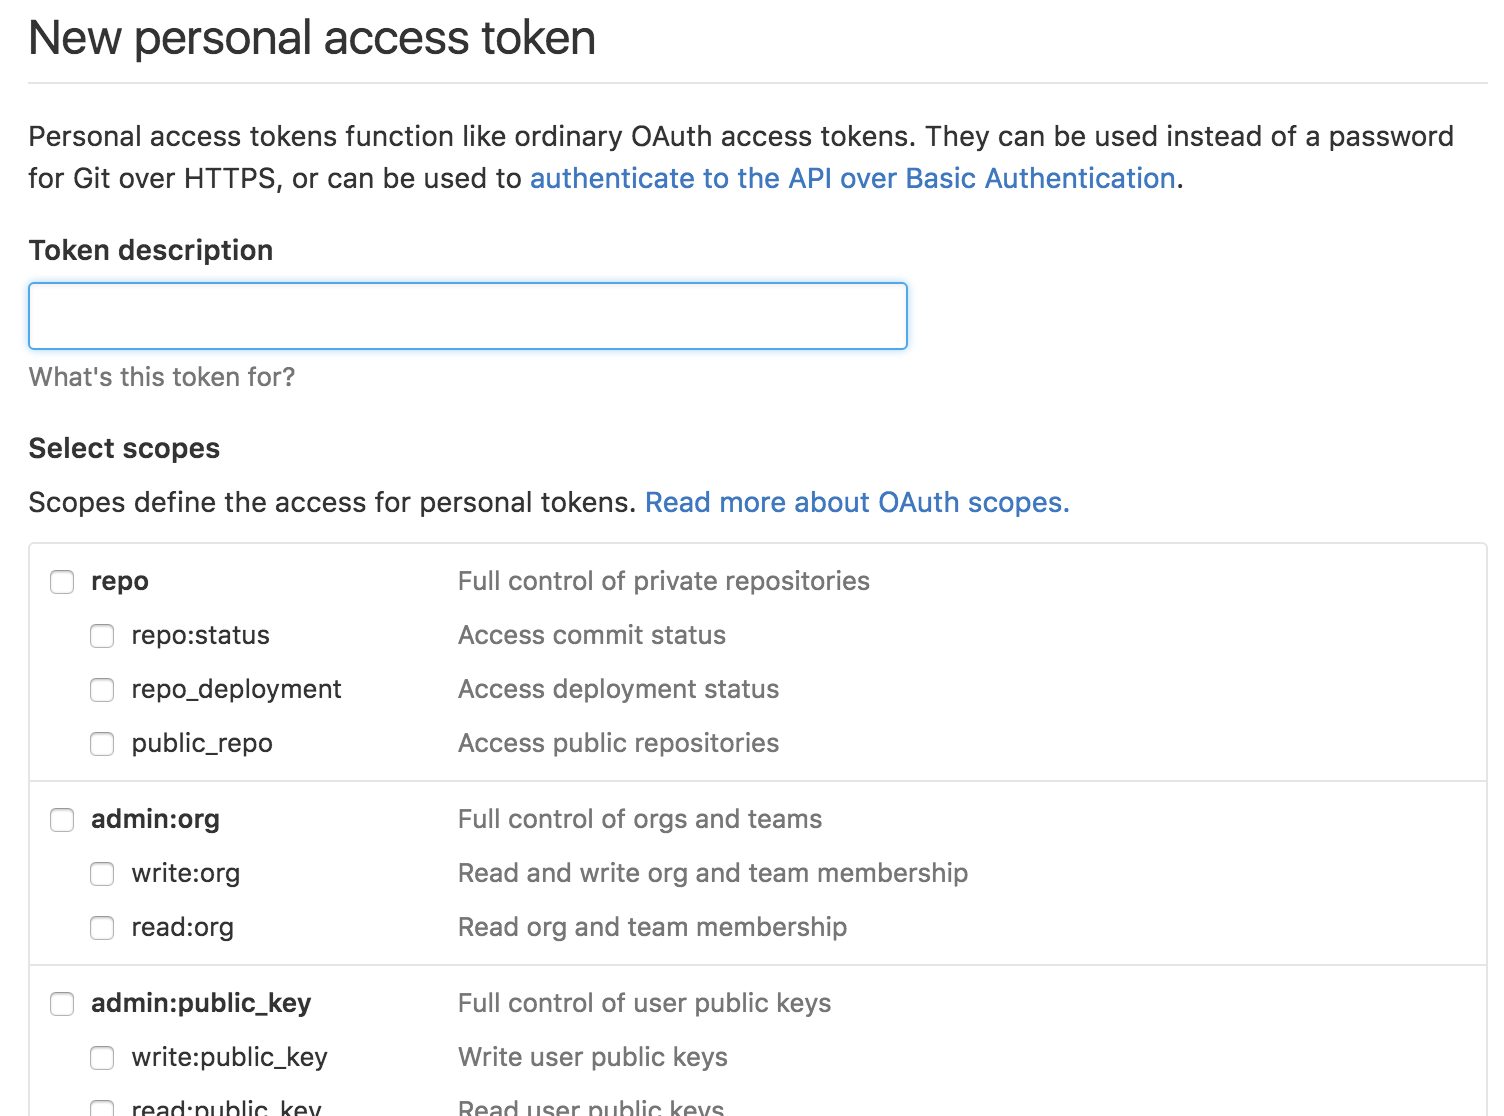 New personal access token
Personal access tokens function like ordinary OAuth access tokens. They can be used instead of a password
for Git over HTTPS, or can be used to authenticate to the API over Basic Authentication.
Token description
What's this token for?
Select scopes
Scopes define the access for personal tokens. Read more about OAuth scopes.
repo Full control of private repositories
repo:status Access commit status
repo_deployment Access deployment status
public_repo Access public repositories
admin:org Full control of orgs and teams
write:org Read and write org and team membership
read:org Read org and team membership
admin:public_key Full control of user public keys
write:public_key Write user public keys
read:public_key Read user public keys